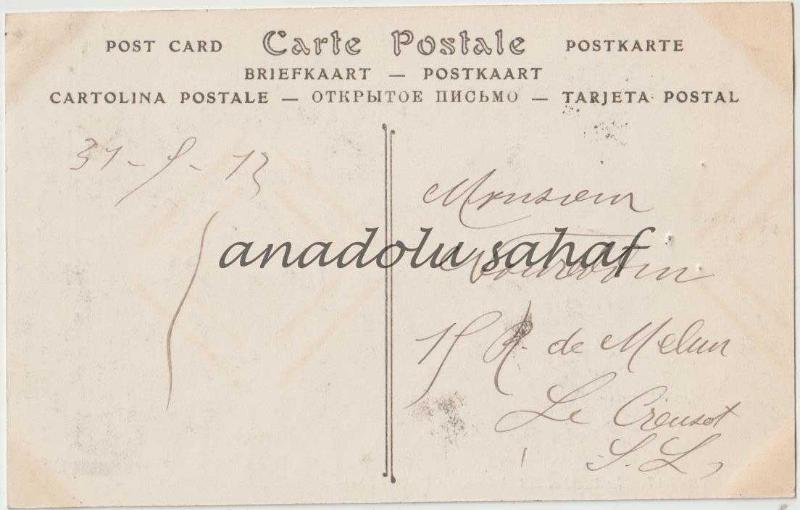 POST CARD Carte Postale POSTKARTE
BRIEFKAART — POSTKAART
CARTOLINA POSTALE — ОТКРЫТОЕ ПИСЬМО — TARJETA POSTAL
31-5-13
Monsieur
anadolu sahaf
15 R. de Melun
Le Creusot
S. L.